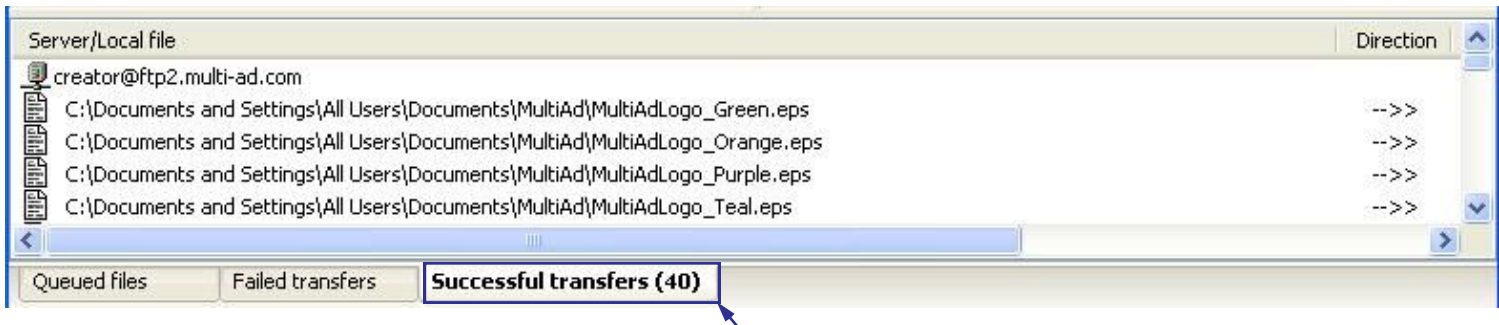 Server/Local file Direction
creator@ftp2.multi-ad.com
C:\Documents and Settings\All Users\Documents\MultiAd\MultiAdLogo_Green.eps -->>
C:\Documents and Settings\All Users\Documents\MultiAd\MultiAdLogo_Orange.eps -->>
C:\Documents and Settings\All Users\Documents\MultiAd\MultiAdLogo_Purple.eps -->>
C:\Documents and Settings\All Users\Documents\MultiAd\MultiAdLogo_Teal.eps -->>
Queued files Failed transfers Successful transfers (40)